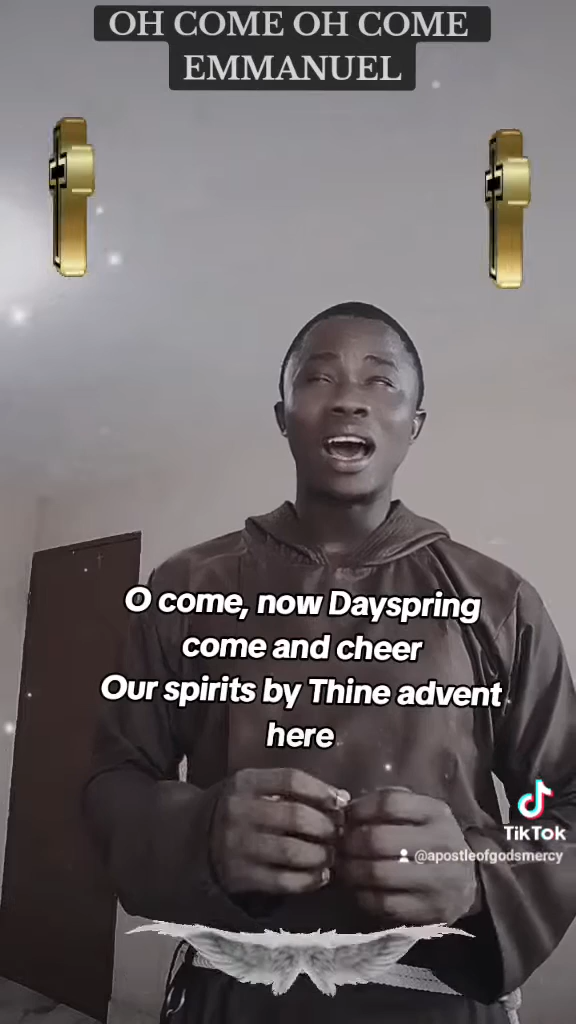 OH COME OH COME
EMMANUEL
O come, now Dayspring
come and cheer
Our spirits by Thine advent
here
TikTok
@apostleofgodsmercy